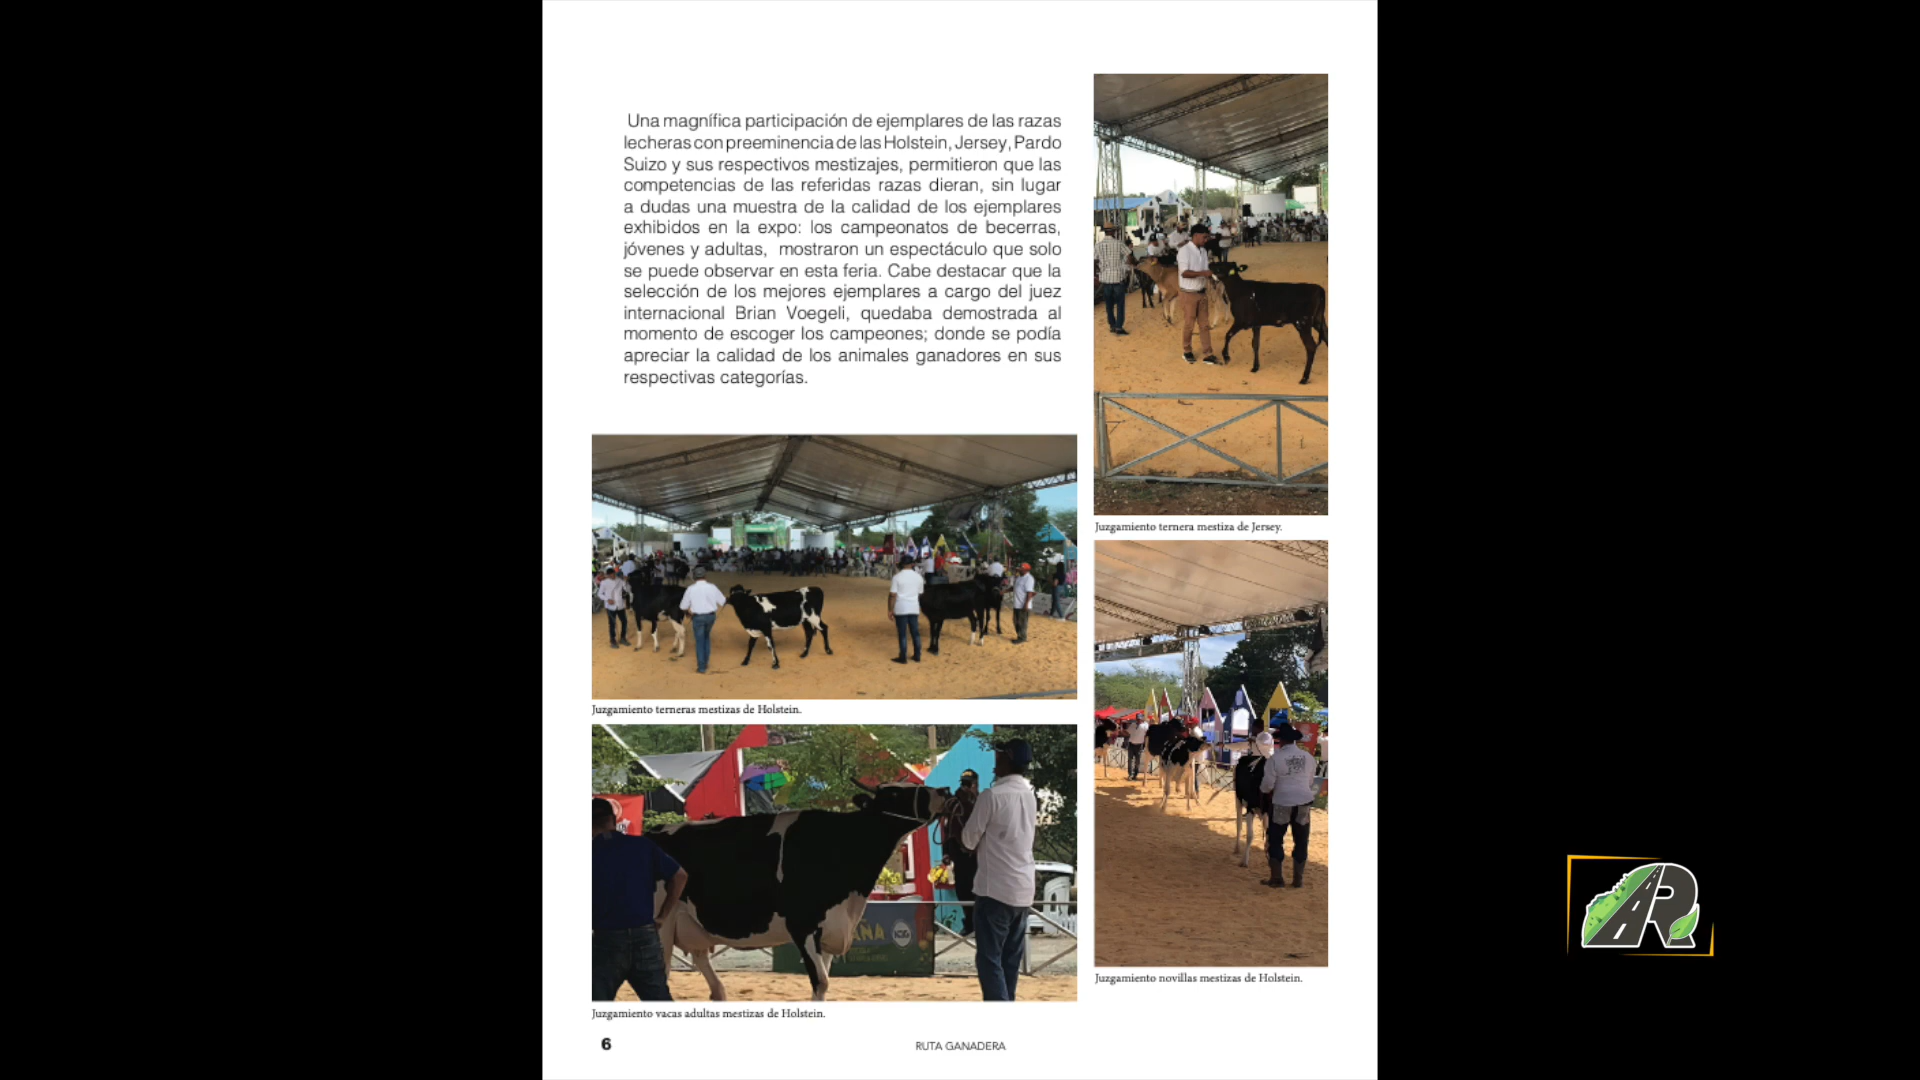 Una magnífica participación de ejemplares de las razas
lecheras con preeminencia de las Holstein, Jersey, Pardo
Suizo y sus respectivos mestizajes, permitieron que las
competencias de las referidas razas dieran, sin lugar
a dudas una muestra de la calidad de los ejemplares
exhibidos en la expo: los campeonatos de becerras,
jóvenes y adultas, mostraron un espectáculo que solo
se puede observar en esta feria. Cabe destacar que la
selección de los mejores ejemplares a cargo del juez
internacional Brian Voegeli, quedaba demostrada al
momento de escoger los campeones; donde se podía
apreciar la calidad de los animales ganadores en sus
respectivas categorías.
Juzgamiento ternera mestiza de Jersey.
Juzgamiento terneras mestizas de Holstein.
Juzgamiento novillas mestizas de Holstein.
Juzgamiento vacas adultas mestizas de Holstein.
6
RUTA GANADERA
AR